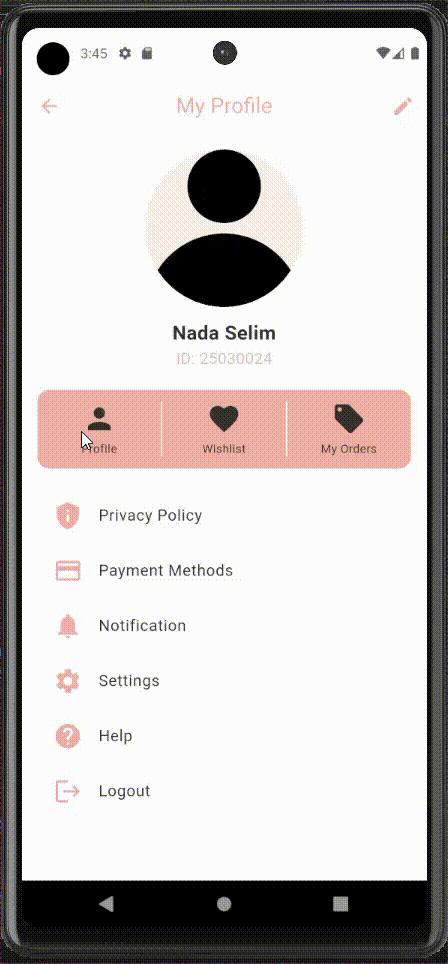 3:45
My Profile
Nada Selim
ID: 25030024
Profile
Wishlist
My Orders
Privacy Policy
Payment Methods
Notification
Settings
Help
Logout